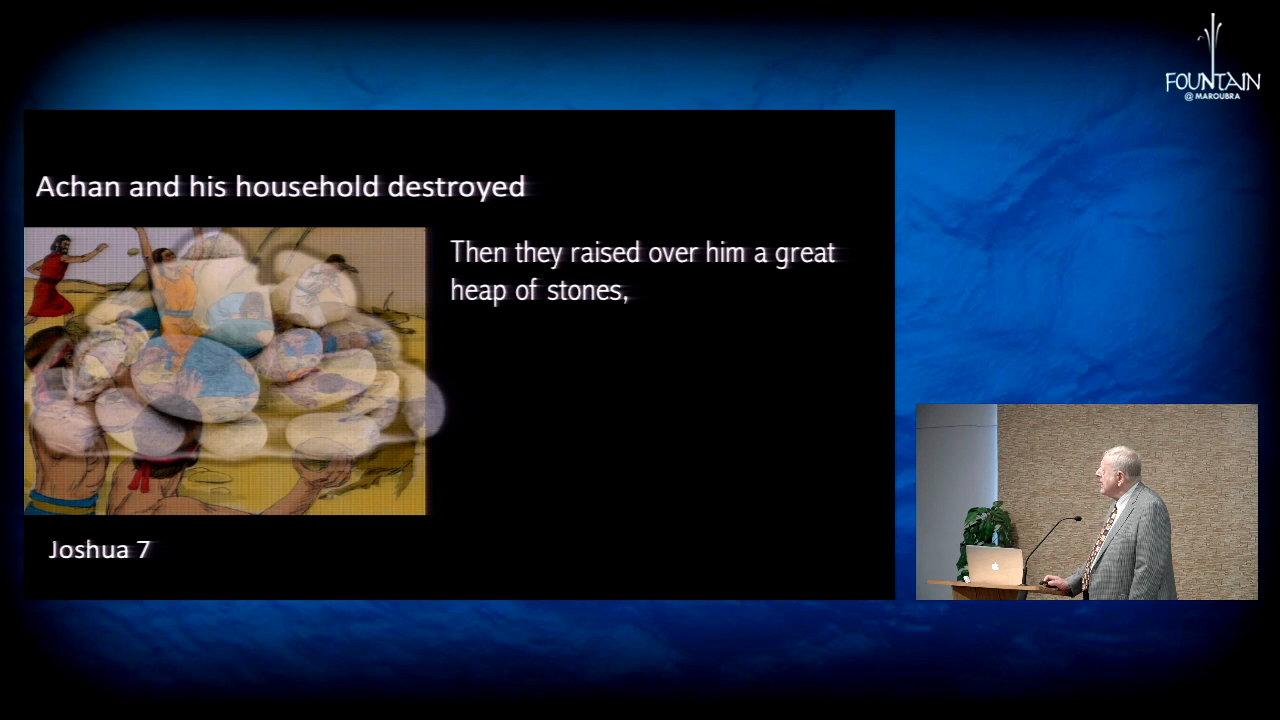 FOUNTAIN
@ MAROUBRA
Achan and his household destroyed
Then they raised over him a great
heap of stones,
Joshua 7